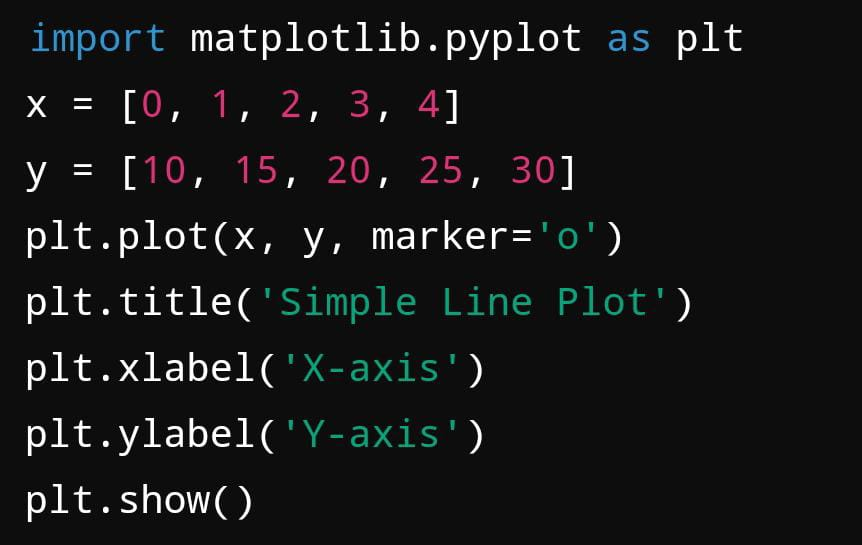 import matplotlib.pyplot as plt
x = [0, 1, 2, 3, 4]
y = [10, 15, 20, 25, 30]
plt.plot(x, y, marker='o')
plt.title('Simple Line Plot')
plt.xlabel('X-axis')
plt.ylabel('Y-axis')
plt.show()